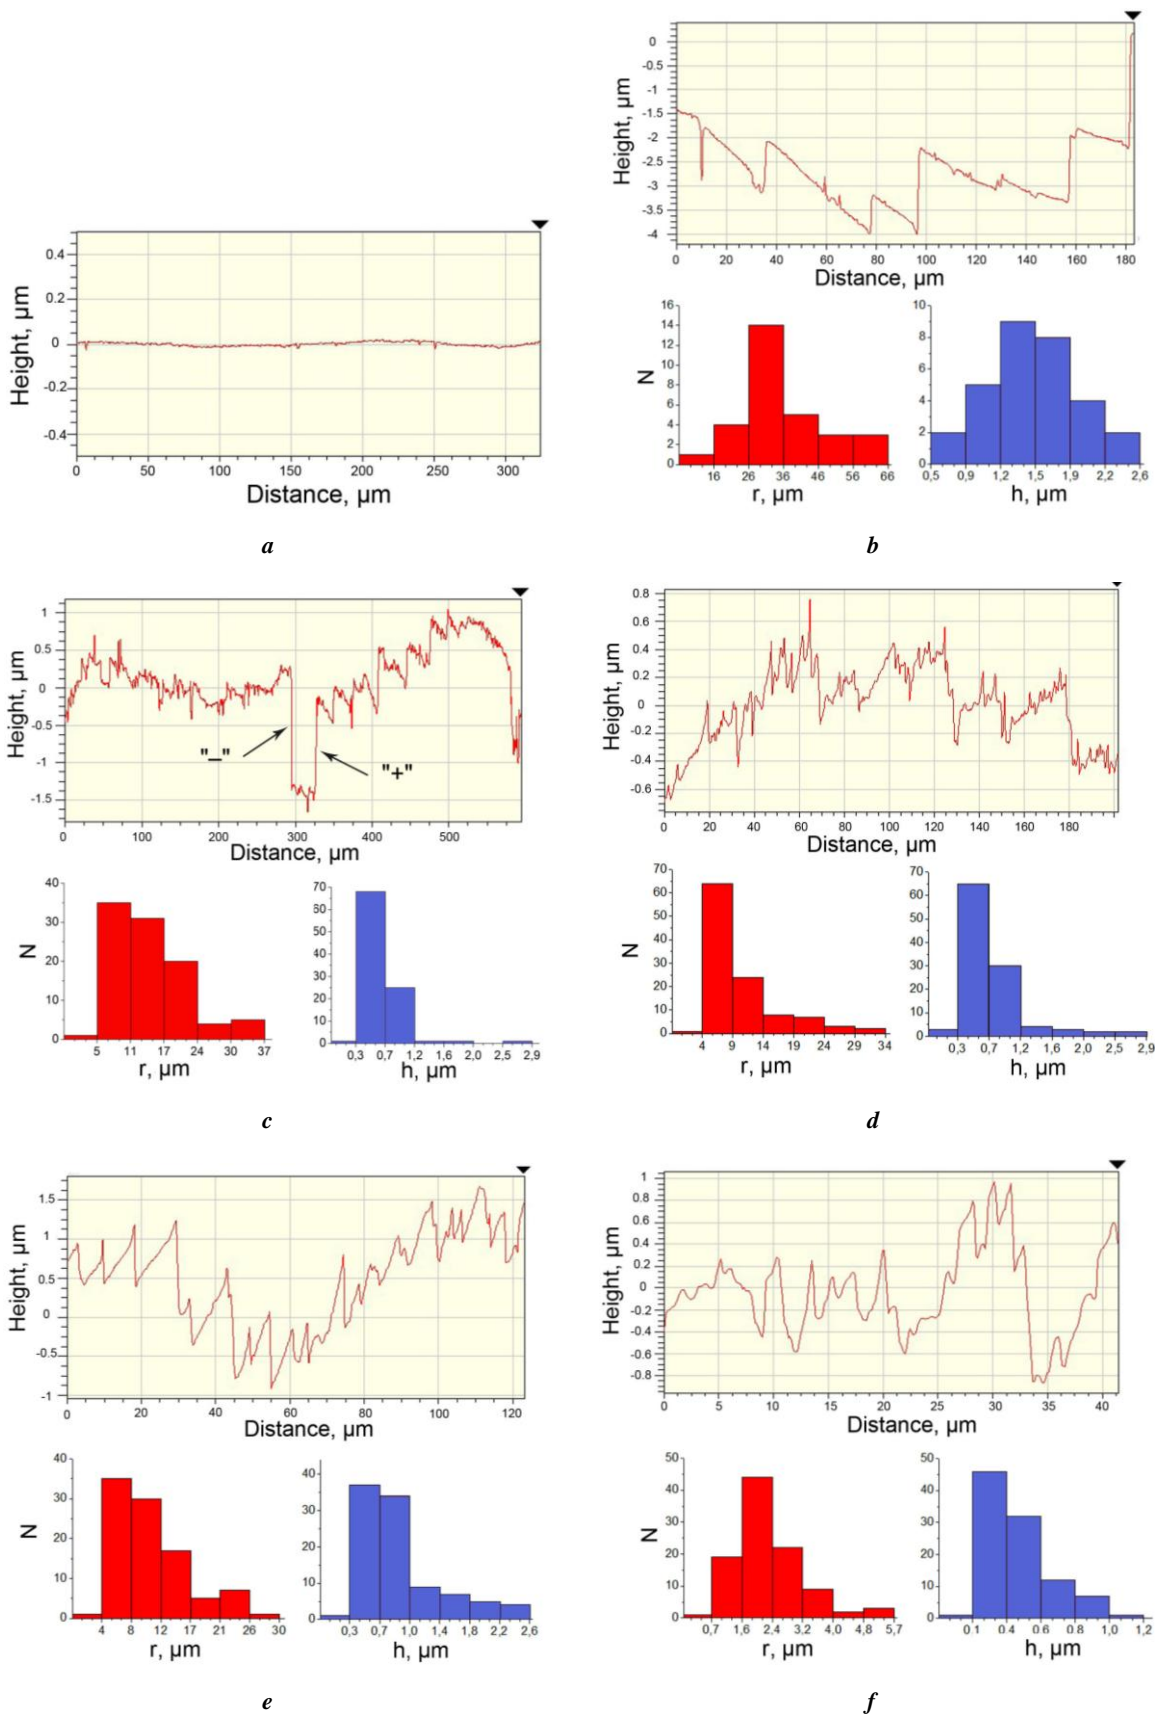 0.4
0.2
0
-0.2
-0.4
Height, µm
0 50 100 150 200 250 300
Distance, µm
a
0
-0.5
-1
-1.5
-2
-2.5
-3
-3.5
-4
Height, µm
0 20 40 60 80 100 120 140 160 180
Distance, µm
16
14
12
10
8
6
4
2
0
N
16 26 36 46 56 66
r, µm
10
8
6
4
2
0
0,5 0,9 1,2 1,5 1,9 2,2 2,6
h, µm
b
1
0.5
0
-0.5
-1
-1.5
Height, µm
"–"
"+"
0 100 200 300 400 500
Distance, µm
40
30
20
10
0
N
5 11 17 24 30 37
r, µm
70
60
50
40
30
20
10
0
0,3 0,7 1,2 1,6 2,0 2,5 2,9
h, µm
c
0.8
0.6
0.4
0.2
0
-0.2
-0.4
-0.6
Height, µm
0 20 40 60 80 100 120 140 160 180
Distance, µm
70
60
50
40
30
20
10
0
N
4 9 14 19 24 29 34
r, µm
70
60
50
40
30
20
10
0
0,3 0,7 1,2 1,6 2,0 2,5 2,9
h, µm
d
1.5
1
0.5
0
-0.5
-1
Height, µm
0 20 40 60 80 100 120
Distance, µm
40
30
20
10
0
N
4 8 12 17 21 26 30
r, µm
40
30
20
10
0
0,3 0,7 1,0 1,4 1,8 2,2 2,6
h, µm
e
1
0.8
0.6
0.4
0.2
0
-0.2
-0.4
-0.6
-0.8
Height, µm
0 5 10 15 20 25 30 35 40
Distance, µm
50
40
30
20
10
0
N
0,7 1,6 2,4 3,2 4,0 4,8 5,7
r, µm
50
40
30
20
10
0
0.1 0.4 0.6 0.8 1,0 1,2
h, µm
f